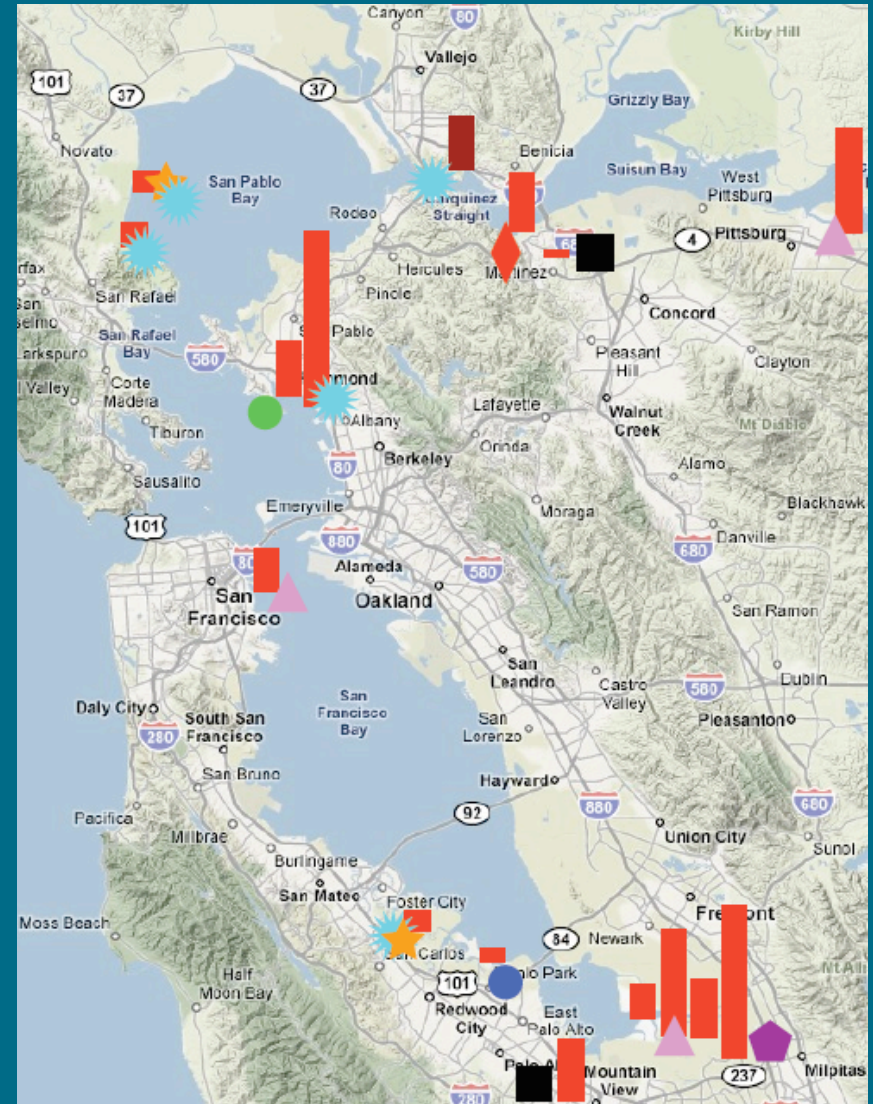 Canyon
80
Vallejo
Kirby Hill
101
37
37
Grizzly Bay
Novato
Benicia
Suisun Bay
West
Pittsburg
San Pablo
Bay
Rodeo
Straight
4
Pittsburg
68
Hercules
Martinez
Pinole
San Rafael
Concord
San Rafael
Bay
Pablo
580
Pleasant
Hill
Clayton
Valley
Corte
Madera
Lafayette
Walnut
Creek
Albany
Tiburon
Orinda
Berkeley
80
Alamo
Sausalito
Emeryville
Moraga
Blackhawk
101
880
Danville
680
80
Alameda
580
San
Francisco
Oakland
San Ramon
San
Leandro
Castro
Valley
580
Dublin
San
Francisco
Bay
Daly City
280
South San
Francisco
San
Lorenzo
Pleasanton
San Bruno
Hayward
880
680
Pacifica
92
Millbrae
Union City
Sunol
Burlingame
San Mateo
Foster City
Moss Beach
84
Newark
Carlos
Half
Moon Bay
101
Park
Redwood
City
East
Palo Alto
Mountain
View
237
Milpitas
280